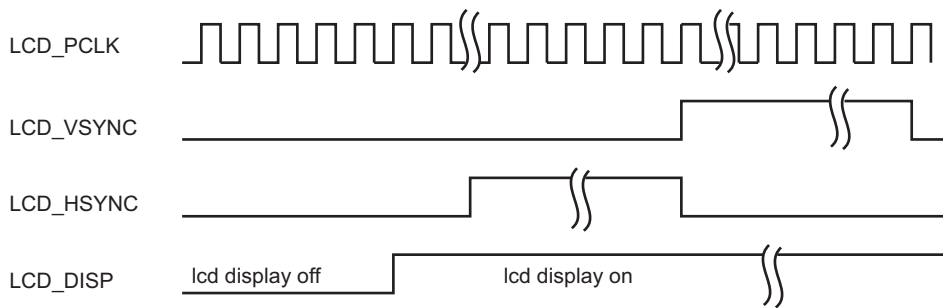 LCD_PCLK
LCD_VSYNC
LCD_HSYNC
LCD_DISP
lcd display off
lcd display on